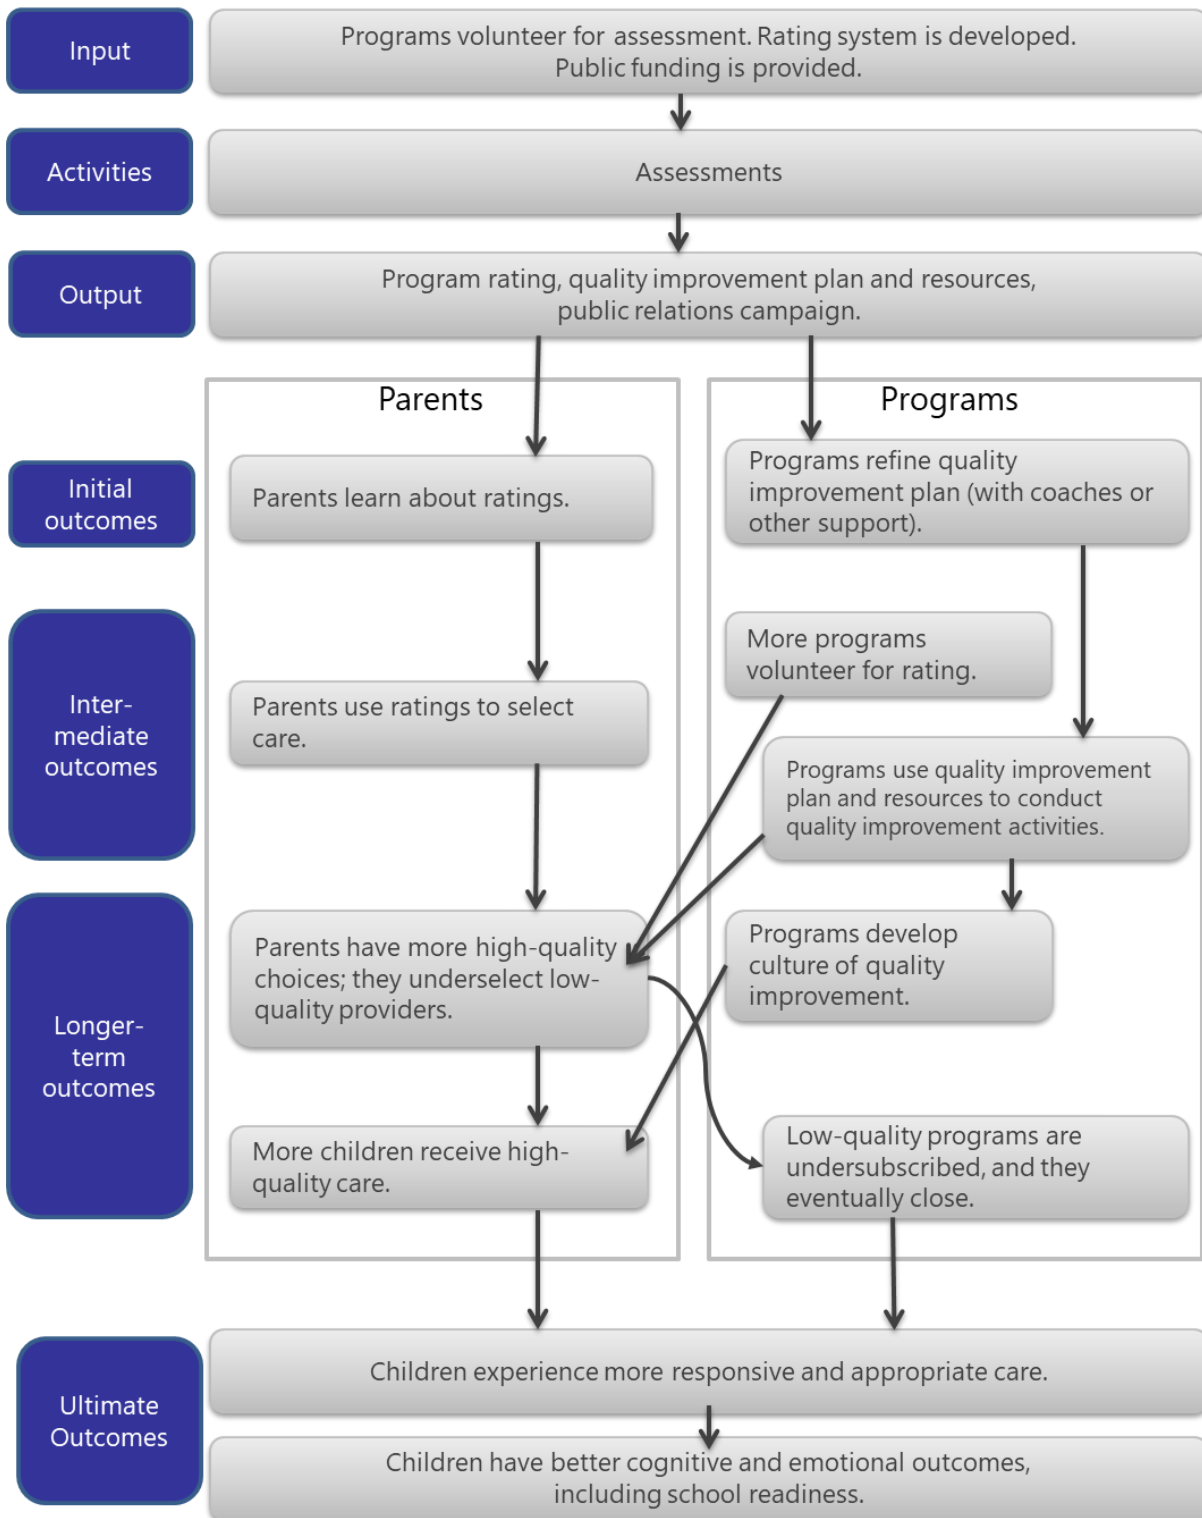 Input
Programs volunteer for assessment. Rating system is developed.
Public funding is provided.
Activities
Assessments
Output
Program rating, quality improvement plan and resources,
public relations campaign.
Parents
Programs
Initial
outcomes
Parents learn about ratings.
Programs refine quality
improvement plan (with coaches or
other support).
Inter-
mediate
outcomes
More programs
volunteer for rating.
Parents use ratings to select
care.
Programs use quality improvement
plan and resources to conduct
quality improvement activities.
Longer-
term
outcomes
Parents have more high-quality
choices; they underselect low-
quality providers.
Programs develop
culture of quality
improvement.
More children receive high-
quality care.
Low-quality programs are
undersubscribed, and they
eventually close.
Ultimate
Outcomes
Children experience more responsive and appropriate care.
Children have better cognitive and emotional outcomes,
including school readiness.